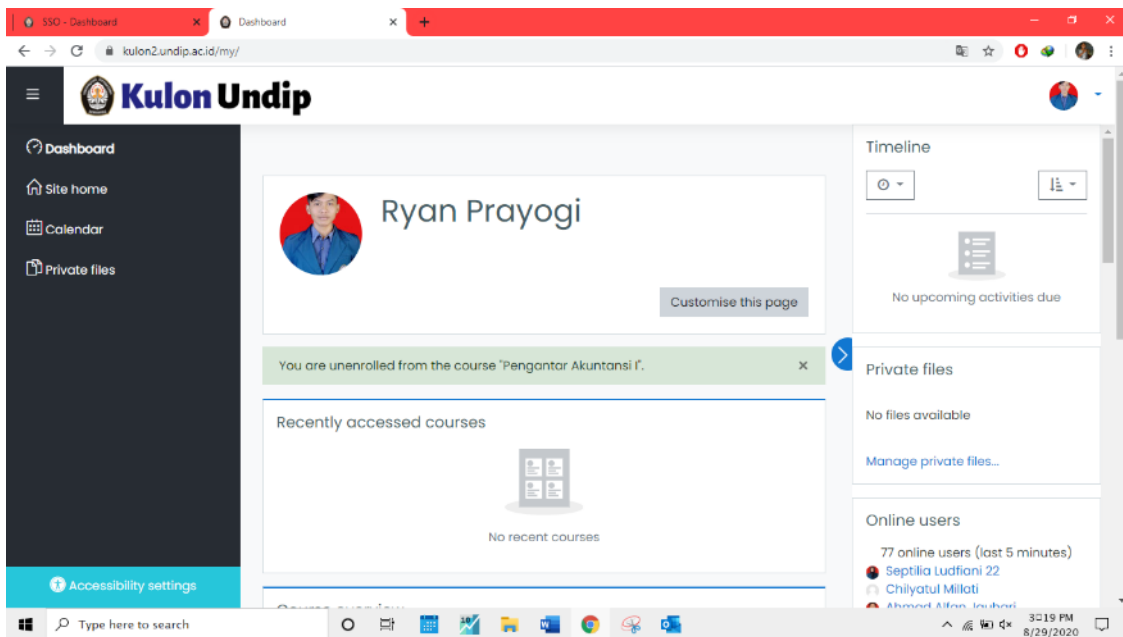 SSO - Dashboard
Dashboard
kulon2.undip.ac.id/my/
Kulon Undip
Dashboard
Site home
Calendar
Private files
Accessibility settings
Ryan Prayogi
Customise this page
You are unenrolled from the course "Pengantar Akuntansi I".
Recently accessed courses
No recent courses
Timeline
No upcoming activities due
Private files
No files available
Manage private files...
Online users
77 online users (last 5 minutes)
Septilia Ludfiani 22
Chilyatul Millati
Type here to search
3:19 PM
8/29/2020